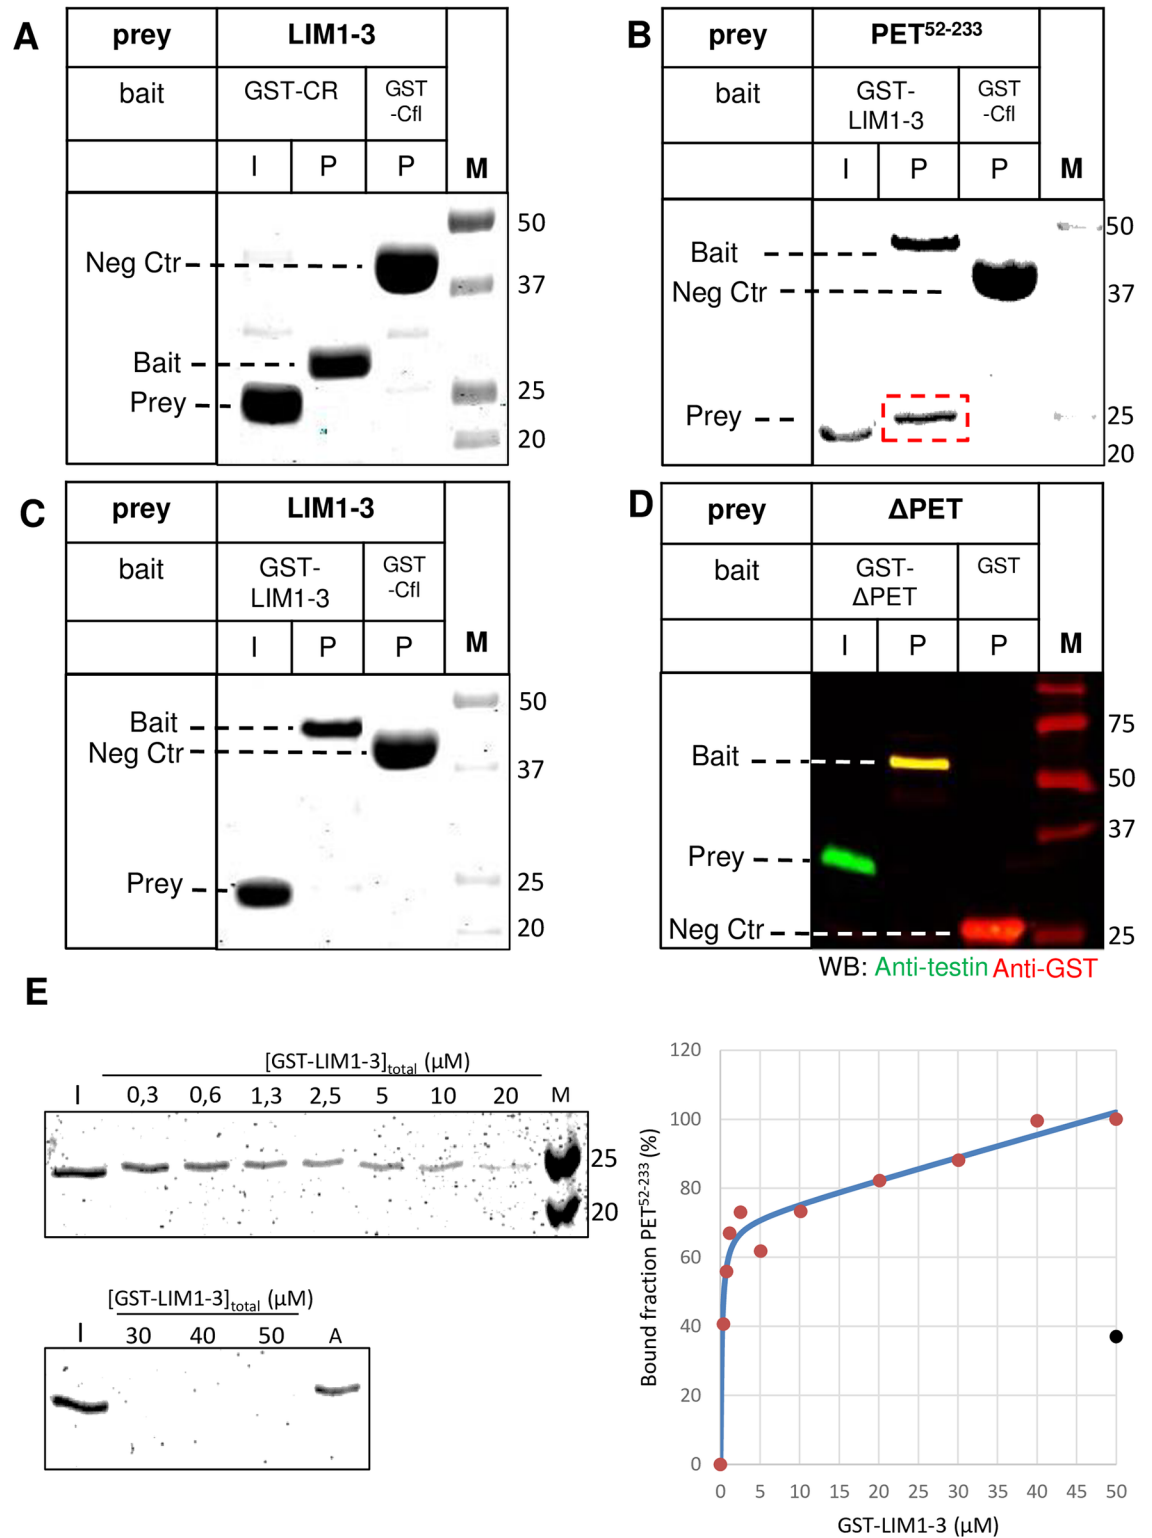 A
prey LIM1-3
bait GST-CR GST
-Cfl
I P P M
Neg Ctr
Bait
Prey
50
37
25
20
B
prey PET52-233
bait GST-
LIM1-3 GST
-Cfl
I P P M
Bait
Neg Ctr
Prey
50
37
25
20
C
prey LIM1-3
bait GST-
LIM1-3 GST
-Cfl
I P P M
Bait
Neg Ctr
Prey
50
37
25
20
D
prey ΔPET
bait GST-
ΔPET GST
I P P M
Bait
Prey
Neg Ctr
75
50
37
25
WB: Anti-testin Anti-GST
E
[GST-LIM1-3]total (μM)
I 0,3 0,6 1,3 2,5 5 10 20 M
25
20
[GST-LIM1-3]total (μM)
I 30 40 50 A
Bound fraction PET52-233 (%)
120
100
80
60
40
20
0
0 5 10 15 20 25 30 35 40 45 50
GST-LIM1-3 (μM)